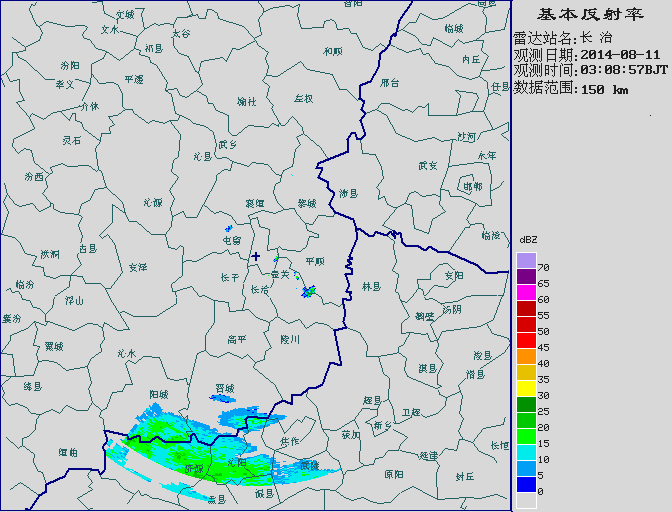 基本反射率
雷达站名:长 治
观测日期:2014-08-11
观测时间:03:08:57BJT
数据范围:150 km
dBZ
70
65
60
55
50
45
40
35
30
25
20
15
10
5
0
文城
文水
太谷
祁县
和顺
临城
内丘
汾阳
平遥
孝义
邢台
任县
介休
榆社
左权
灵石
武乡
沙河
沁县
武安
永年
汾西
邯郸
沁源
襄垣
黎城
临漳
屯留
洪洞
古县
安泽
平顺
长子
壶关
长治
林县
安阳
临汾
浮山
汤阴
鹤壁
襄汾
翼城
高平
陵川
沁水
浚县
淇县
滑县
绛县
阳城
晋城
卫辉
新乡
获加
焦作
垣曲
延津
长垣
济源
沁阳
武陟
原阳
封丘
温县
孟县